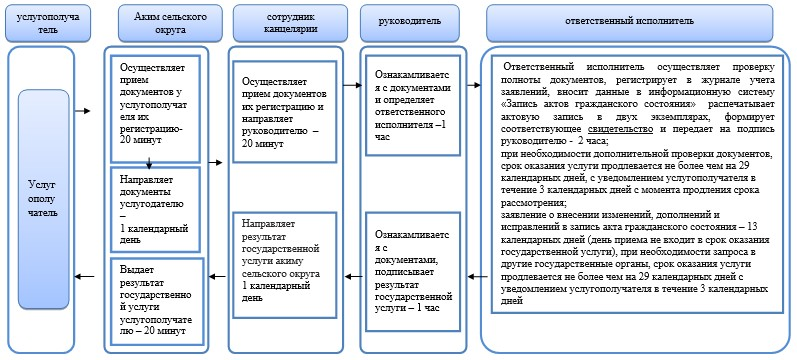 услугополуча
тель
Аким сельского
округа
сотрудник
канцелярии
руководитель
ответственный исполнитель
Услуг
ополу
чатель
Осуществляет
прием
документов у
услугополучат
еля их
регистрацию-
20 минут
Направляет
документы
услугодателю
–
1 календарный
день
Выдает
результат
государственно
й услуги
услугополучате
лю – 20 минут
Осуществляет
прием документов
их регистрацию и
направляет
руководителю –
20 минут
Направляет
результат
государственной
услуги акиму
сельского округа
1 календарный
день
Ознакамливаетс
я с документами
и определяет
ответственного
исполнителя –1
час
Ознакамливаетс
я с
документами,
подписывает
результат
государственной
услуги – 1 час
Ответственный исполнитель осуществляет проверку
полноты документов, регистрирует в журнале учета
заявлений, вносит данные в информационную систему
«Запись актов гражданского состояния» распечатывает
актовую запись в двух экземплярах, формирует
соответствующее свидетельство и передает на подпись
руководителю - 2 часа;
при необходимости дополнительной проверки документов,
срок оказания услуги продлевается не более чем на 29
календарных дней, с уведомлением услугополучателя в
течение 3 календарных дней с момента продления срока
рассмотрения;
заявление о внесении изменений, дополнений и
исправлений в запись акта гражданского состояния – 13
календарных дней (день приема не входит в срок оказания
государственной услуги), при необходимости запроса в
другие государственные органы, срок оказания услуги
продлевается не более чем на 29 календарных дней с
уведомлением услугополучателя в течение 3 календарных
дней